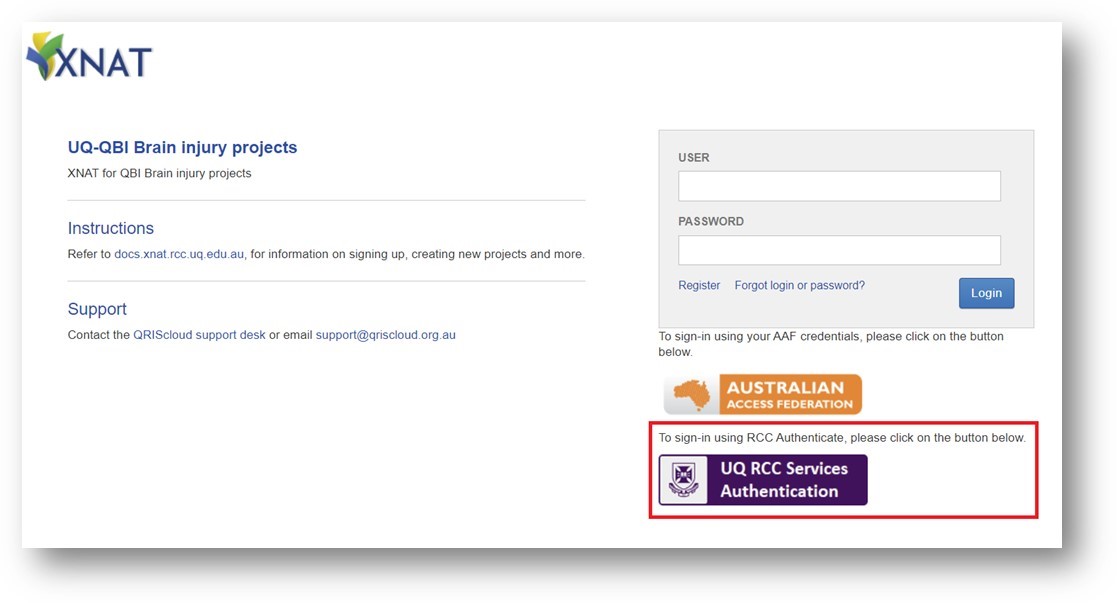 XNAT
UQ-QBI Brain injury projects
XNAT for QBI Brain injury projects
Instructions
Refer to docs.xnat.rcc.uq.edu.au, for information on signing up, creating new projects and more.
Support
Contact the QRIScloud support desk or email support@qriscloud.org.au
USER
PASSWORD
Register Forgot login or password?
Login
To sign-in using your AAF credentials, please click on the button
below.
AUSTRALIAN
ACCESS FEDERATION
To sign-in using RCC Authenticate, please click on the button below.
UQ RCC Services
Authentication